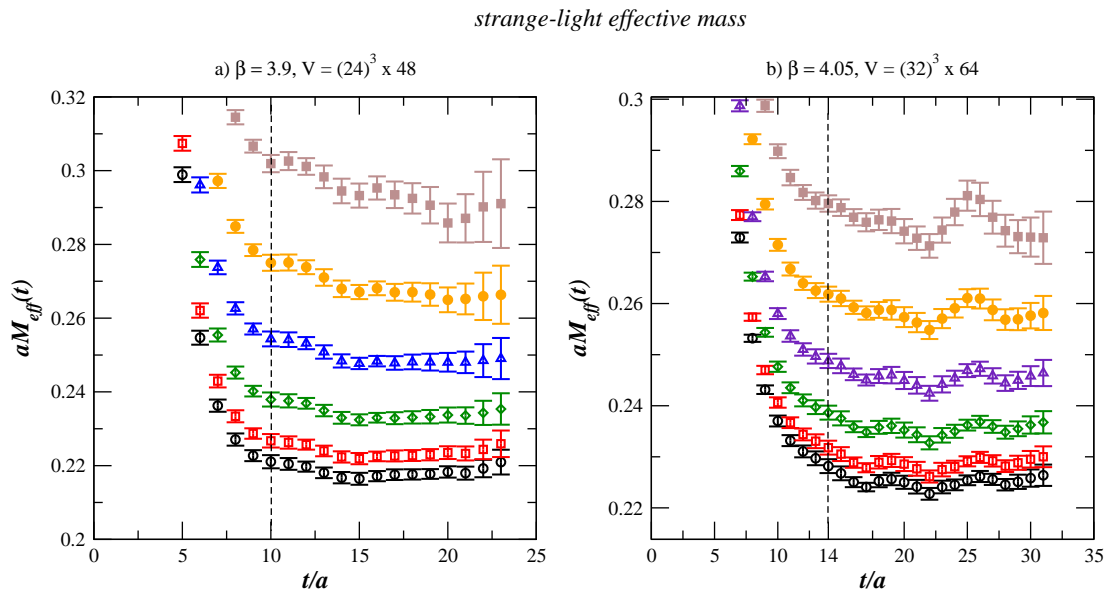 strange-light effective mass
a) β = 3.9, V = (24)³ x 48
b) β = 4.05, V = (32)³ x 64
aM_eff(t)
0.32
0.3
0.28
0.26
0.24
0.22
0.2
0 5 10 15 20 25
t/a
aM_eff(t)
0.3
0.28
0.26
0.24
0.22
0 5 10 14 20 25 30 35
t/a